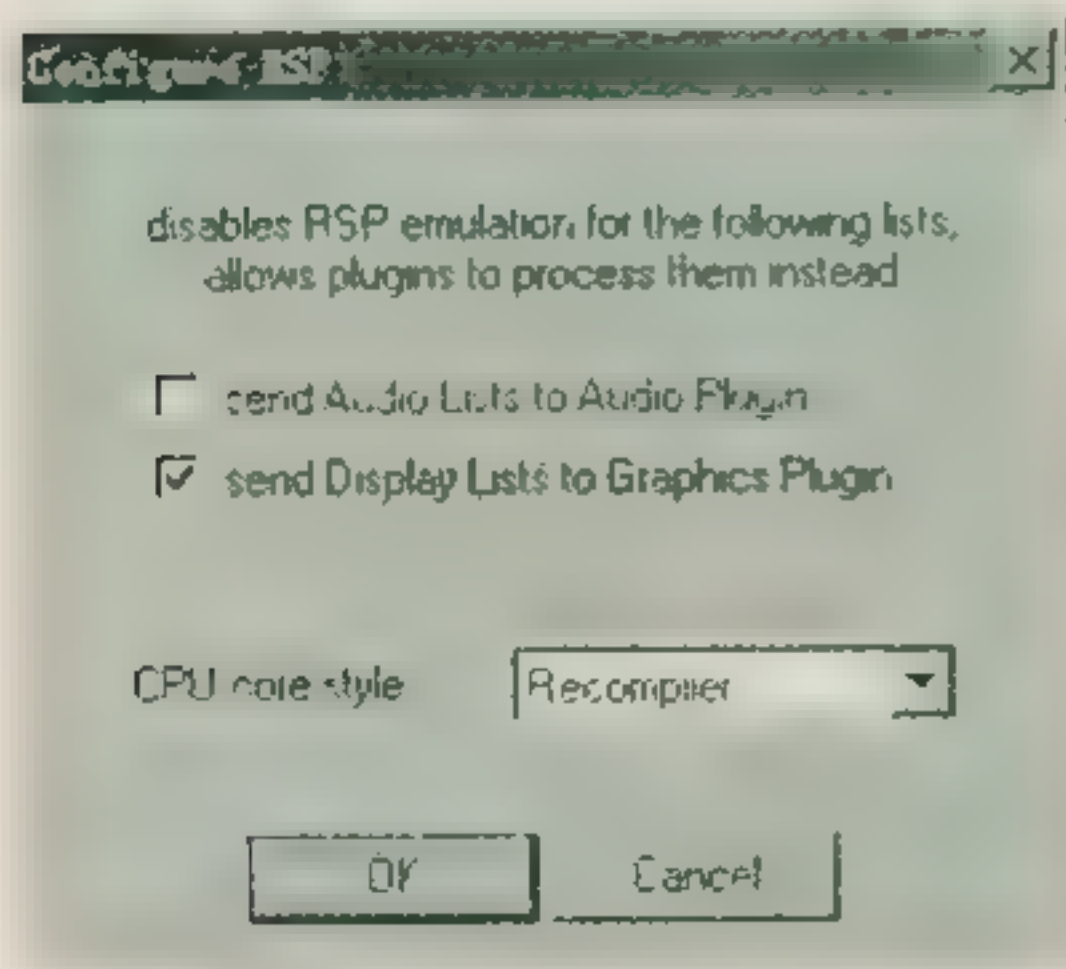 Configure RSP
disables RSP emulation for the following lists,
allows plugins to process them instead
send Audio Lists to Audio Plugin
send Display Lists to Graphics Plugin
CPU core style
Recompiler
OK
Cancel